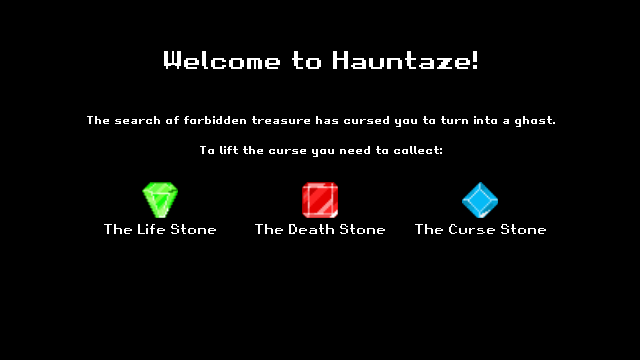 Welcome to Hauntaze!
The search of forbidden treasure has cursed you to turn into a ghost.
To lift the curse you need to collect:
The Life Stone The Death Stone The Curse Stone